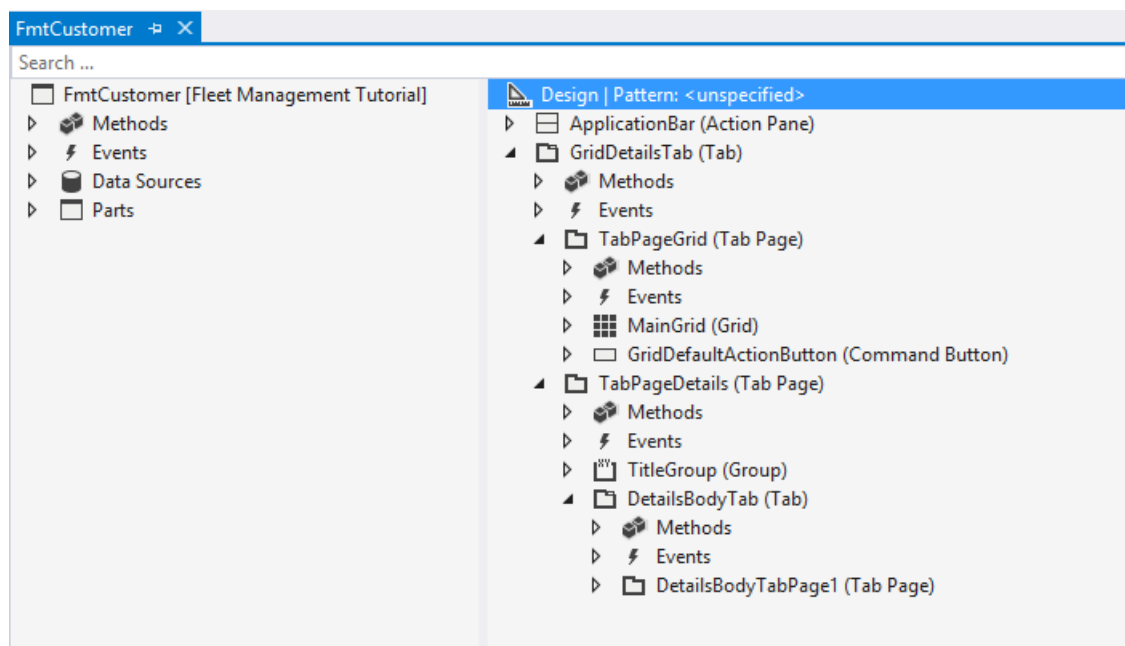 FmtCustomer
Search ...
FmtCustomer [Fleet Management Tutorial]
Methods
Events
Data Sources
Parts
Design | Pattern: <unspecified>
ApplicationBar (Action Pane)
GridDetailsTab (Tab)
Methods
Events
TabPageGrid (Tab Page)
Methods
Events
MainGrid (Grid)
GridDefaultActionButton (Command Button)
TabPageDetails (Tab Page)
Methods
Events
TitleGroup (Group)
DetailsBodyTab (Tab)
Methods
Events
DetailsBodyTabPage1 (Tab Page)